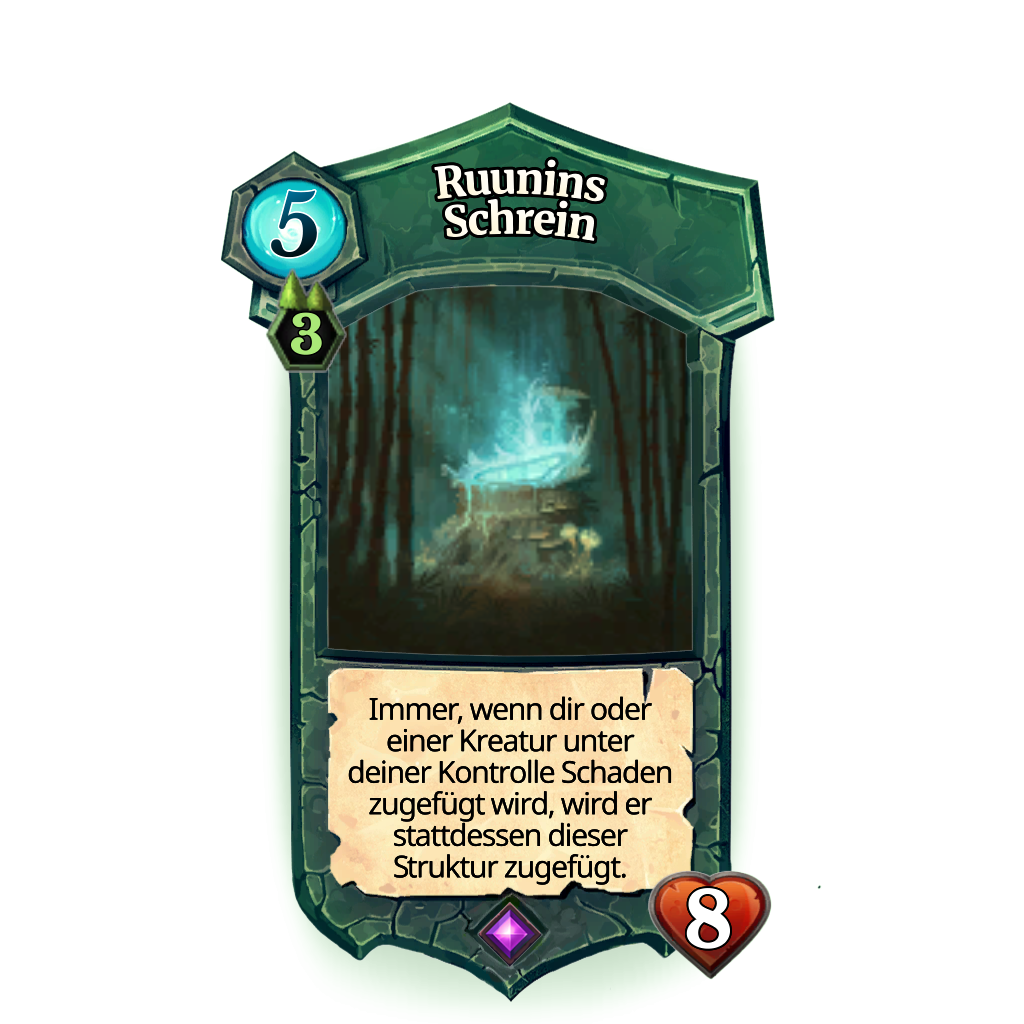 Ruunins
Schrein
5
3
Immer, wenn dir oder
einer Kreatur unter
deiner Kontrolle Schaden
zugefügt wird, wird er
stattdessen dieser
Struktur zugefügt.
8